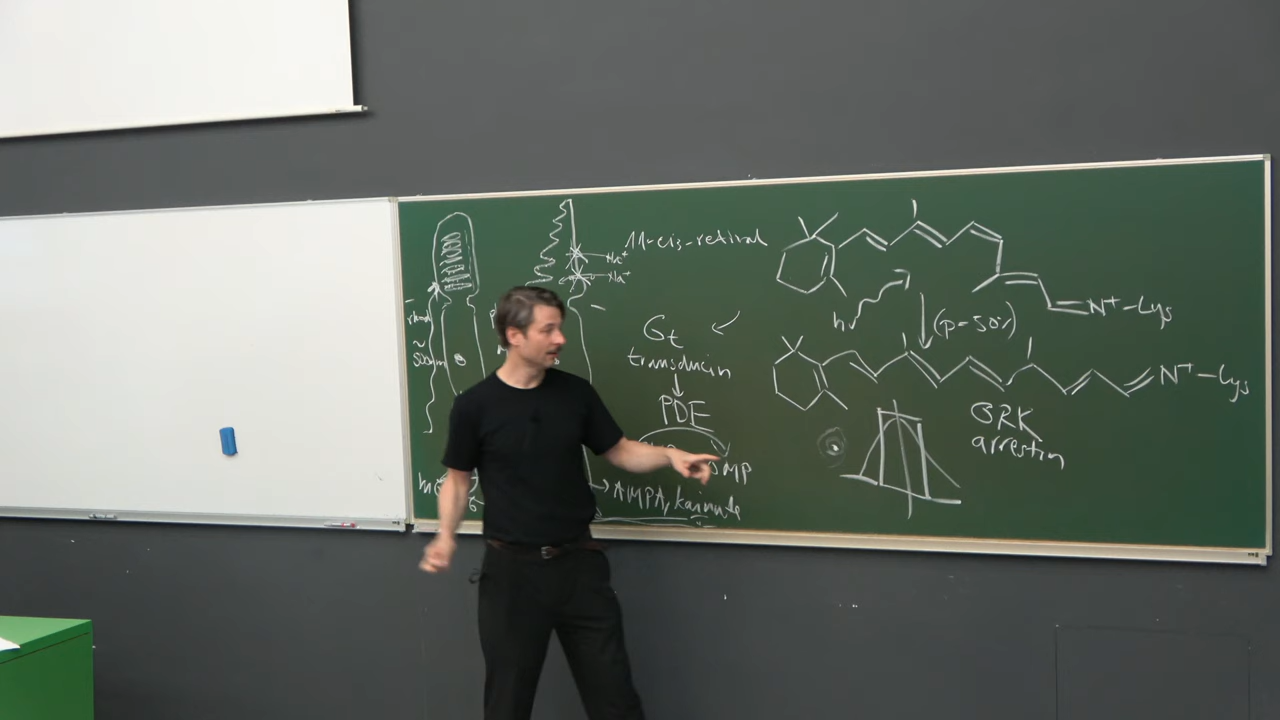 11-cis-retinal
Na⁺
Na⁺
N⁺-Lys
hν
(p=50%)
Gt
transducin
N⁺-Lys
PDE
GRK
arrestin
AMPA, kainate